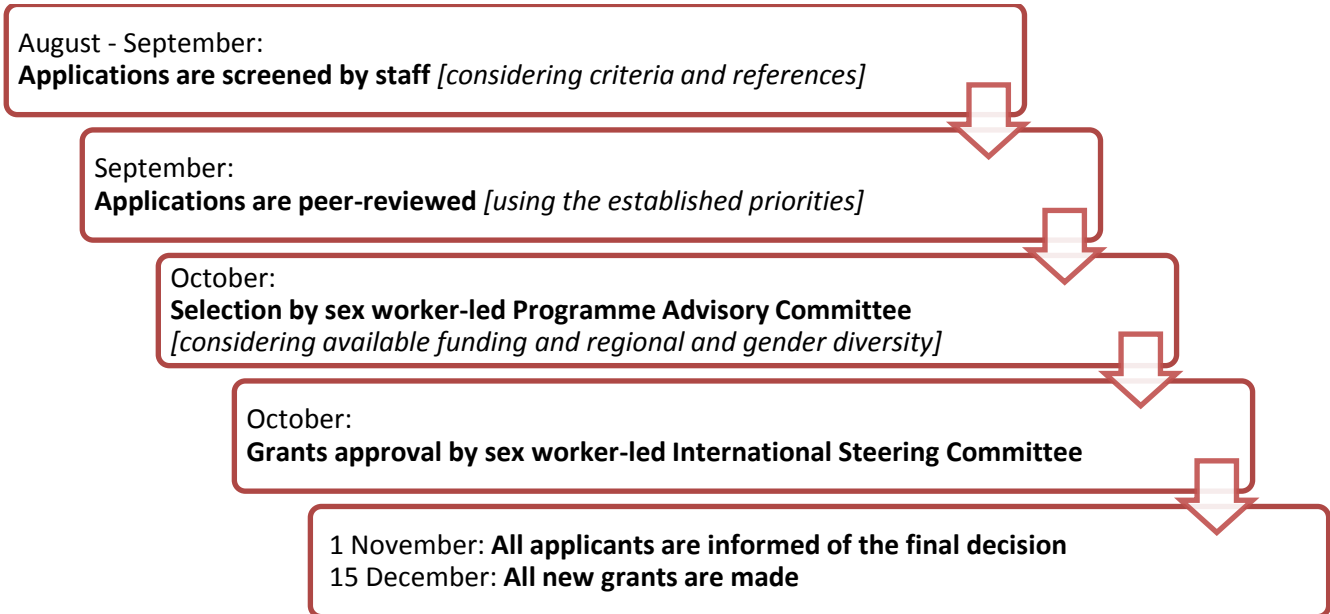 August - September:
Applications are screened by staff [considering criteria and references]
September:
Applications are peer-reviewed [using the established priorities]
October:
Selection by sex worker-led Programme Advisory Committee
[considering available funding and regional and gender diversity]
October:
Grants approval by sex worker-led International Steering Committee
1 November: All applicants are informed of the final decision
15 December: All new grants are made